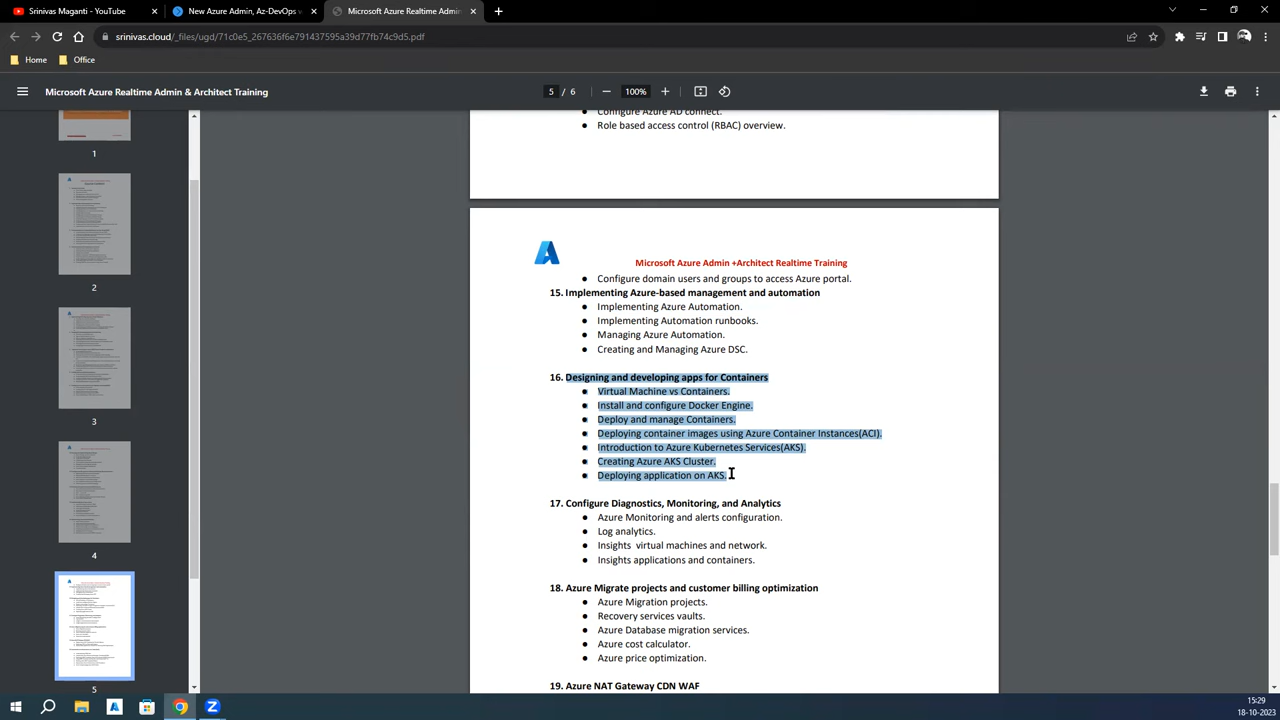 Srinivas Maganti - YouTube
New Azure Admin, Az-DevOps v
Microsoft Azure Realtime Admin
srinivas.cloud/_files/ugd/71c0e5_267636f6e791437595a39d77fb74c9d5.pdf
Home
Office
Microsoft Azure Realtime Admin & Architect Training
5 / 6
100%
1
2
3
4
5
Configure Azure AD connect.
● Role based access control (RBAC) overview.
Microsoft Azure Admin +Architect Realtime Training
● Configure domain users and groups to access Azure portal.
15. Implementing Azure-based management and automation
● Implementing Azure Automation.
● Implementing Automation runbooks.
● Managing Azure Automation.
● Creating and Managing Azure DSC.
16. Designing and developing apps for Containers
● Virtual Machine vs Containers.
● Install and configure Docker Engine.
● Deploy and manage Containers.
● Deploying container images using Azure Container Instances(ACI).
● Introduction to Azure Kubernetes Services(AKS).
● Creating Azure AKS Cluster.
● Deploying application on AKS.
17. Configure Diagnostics, Monitoring, and Analytics
● Azure Monitoring and alerts configuration.
● Log analytics.
● Insights virtual machines and network.
● Insights applications and containers.
18. Azure Migrate projects and customer billing optimization
● Azure Migration projects.
● Recovery services vaults.
● Azure Database migration services.
● Azure cost calculator.
● Azure price optimization.
19. Azure NAT Gateway CDN WAF
15:29
18-10-2023